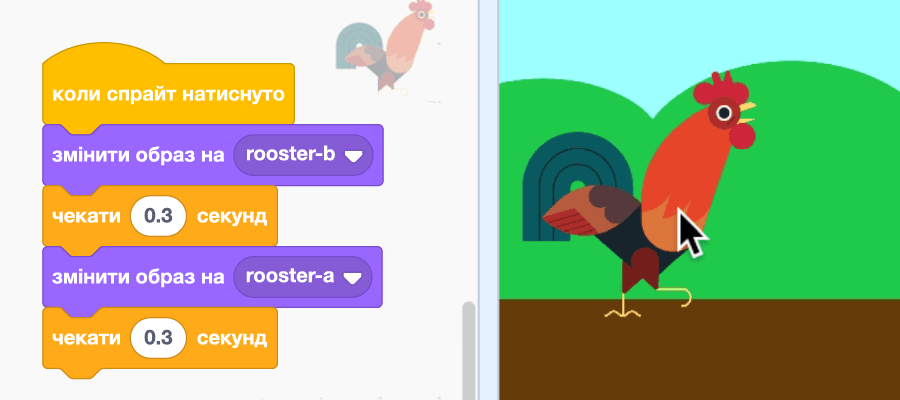 коли спрайт натиснуто
змінити образ на rooster-b
чекати 0.3 секунд
змінити образ на rooster-a
чекати 0.3 секунд